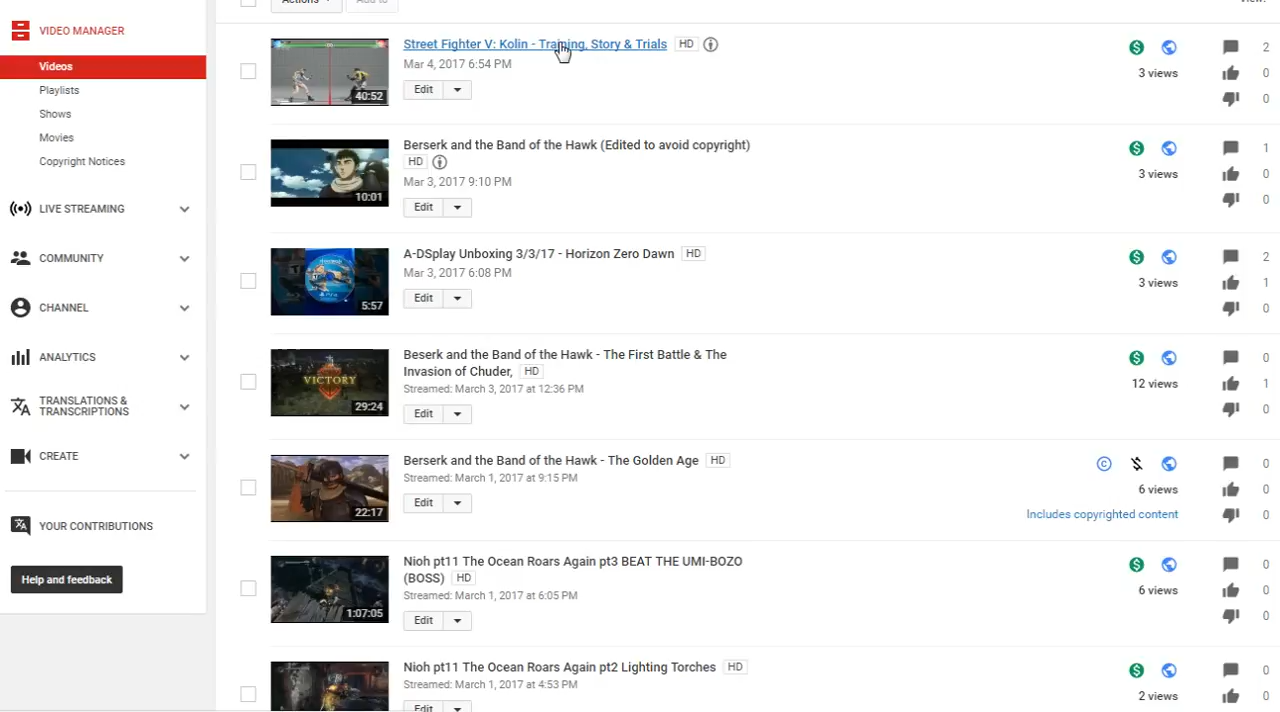 Actions
Add to
View:
VIDEO MANAGER
Videos
Playlists
Shows
Movies
Copyright Notices
LIVE STREAMING
COMMUNITY
CHANNEL
ANALYTICS
TRANSLATIONS &
TRANSCRIPTIONS
CREATE
YOUR CONTRIBUTIONS
Help and feedback
40:52
Street Fighter V: Kolin - Training, Story & Trials HD
Mar 4, 2017 6:54 PM
Edit
3 views
2
0
0
10:01
Berserk and the Band of the Hawk (Edited to avoid copyright)
HD
Mar 3, 2017 9:10 PM
Edit
3 views
1
0
0
5:57
A-DSplay Unboxing 3/3/17 - Horizon Zero Dawn HD
Mar 3, 2017 6:08 PM
Edit
3 views
2
1
0
VICTORY
29:24
Beserk and the Band of the Hawk - The First Battle & The
Invasion of Chuder, HD
Streamed: March 3, 2017 at 12:36 PM
Edit
12 views
0
1
0
22:17
Berserk and the Band of the Hawk - The Golden Age HD
Streamed: March 1, 2017 at 9:15 PM
Edit
6 views
Includes copyrighted content
0
0
0
1:07:05
Nioh pt11 The Ocean Roars Again pt3 BEAT THE UMI-BOZO
(BOSS) HD
Streamed: March 1, 2017 at 6:05 PM
Edit
6 views
0
0
0
Nioh pt11 The Ocean Roars Again pt2 Lighting Torches HD
Streamed: March 1, 2017 at 4:53 PM
Edit
2 views
0
0